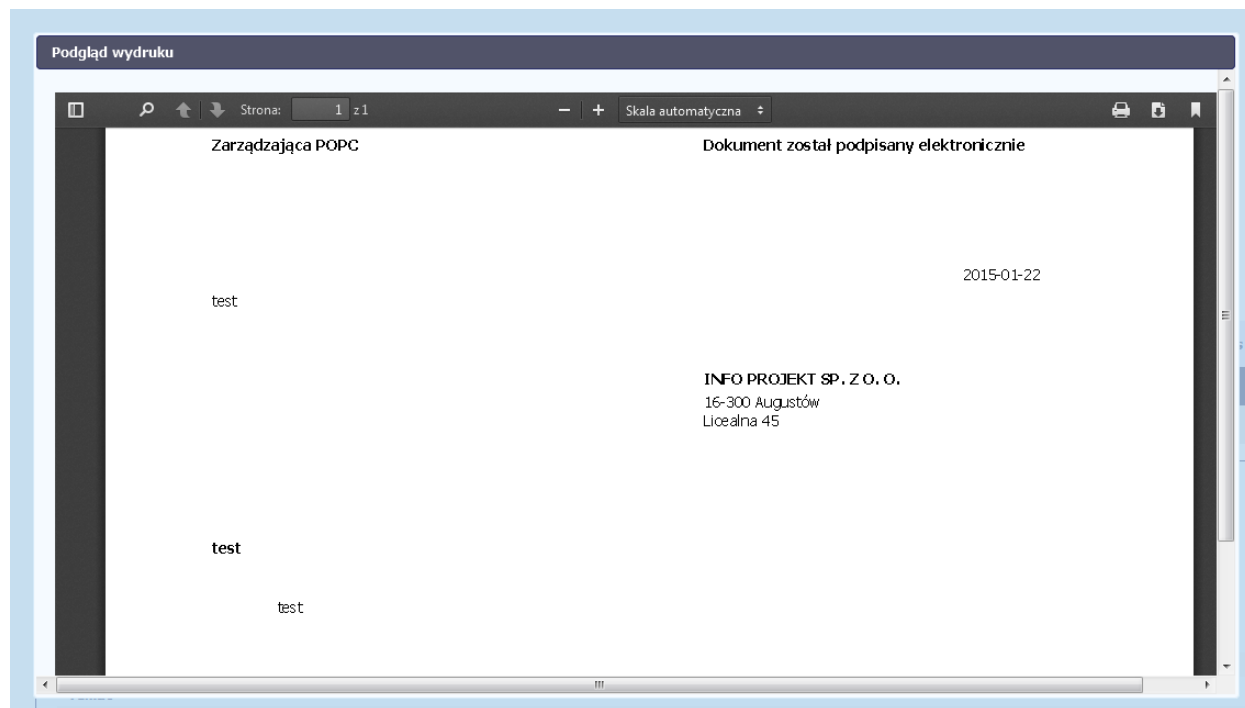 Podgląd wydruku
Strona: 1 z 1 Skala automatyczna
Zarządzająca POPC Dokument został podpisany elektronicznie
2015-01-22
test
INFO PROJEKT SP. Z O. O.
16-300 Augustów
Licealna 45
test
test